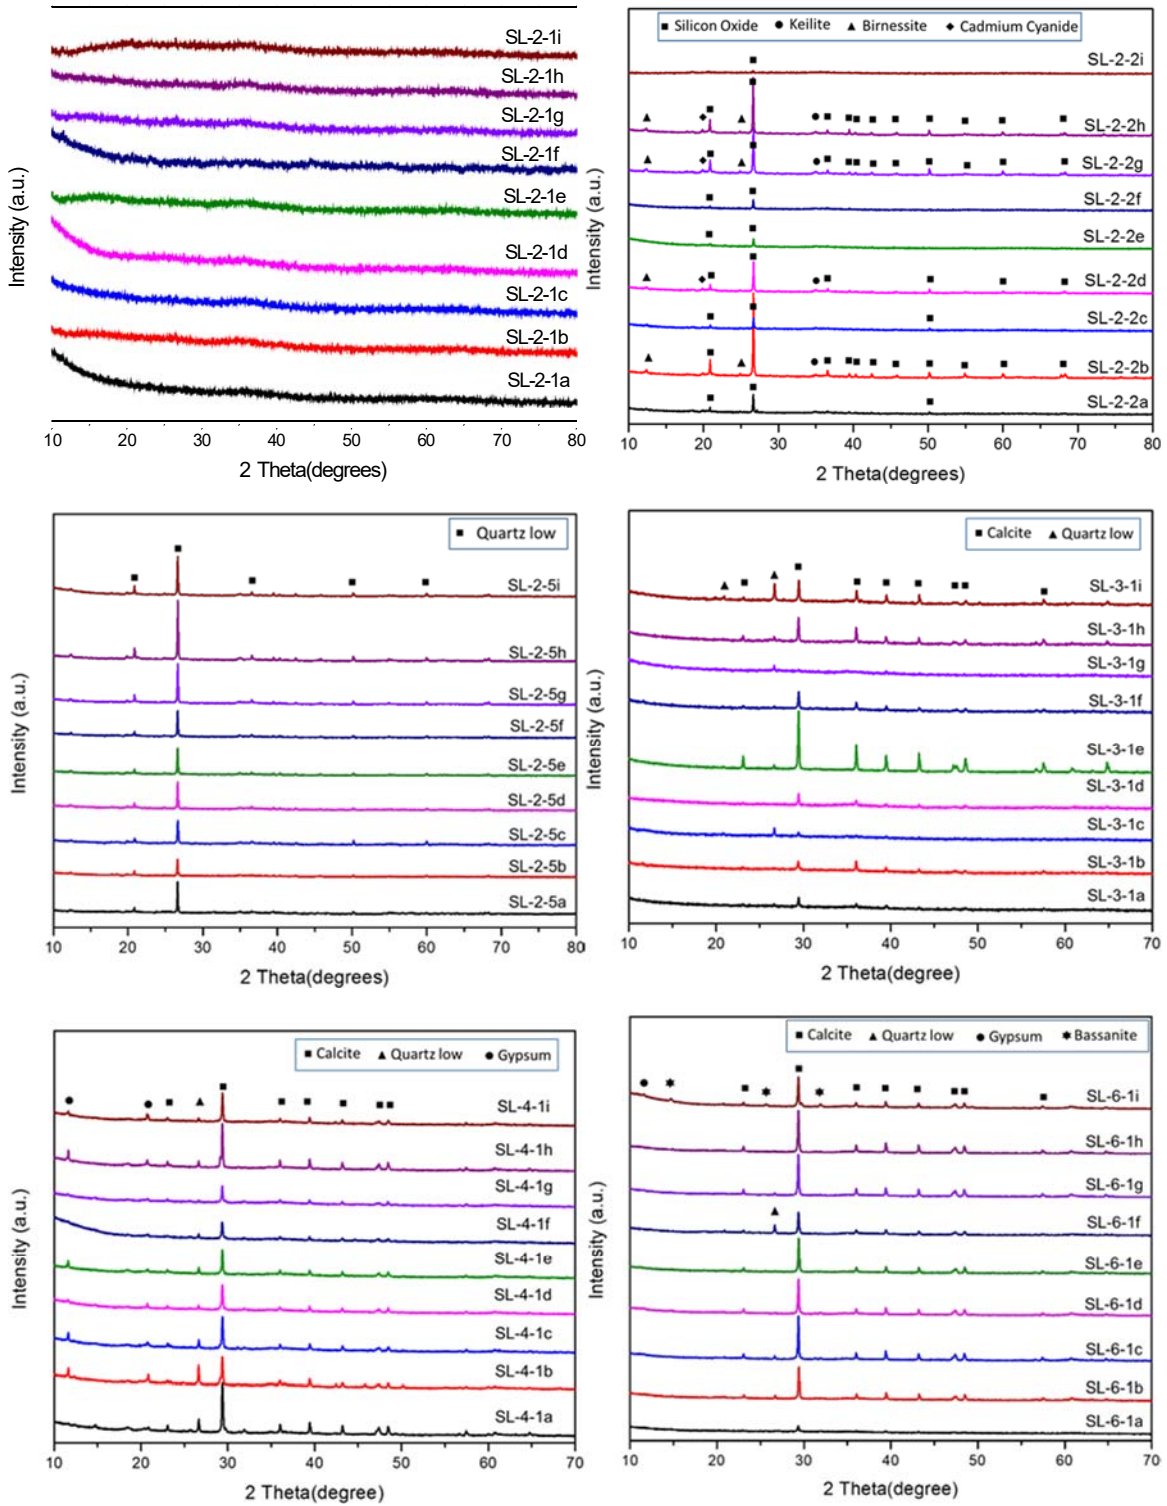 SL-2-1i
SL-2-1h
SL-2-1g
SL-2-1f
SL-2-1e
SL-2-1d
SL-2-1c
SL-2-1b
SL-2-1a
Intensity (a.u.)
10 20 30 40 50 60 70 80
2 Theta(degrees)
Silicon Oxide Keilite Birnessite Cadmium Cyanide
SL-2-2i
SL-2-2h
SL-2-2g
SL-2-2f
SL-2-2e
SL-2-2d
SL-2-2c
SL-2-2b
SL-2-2a
Intensity (a.u.)
10 20 30 40 50 60 70 80
2 Theta(degrees)
Quartz low
SL-2-5i
SL-2-5h
SL-2-5g
SL-2-5f
SL-2-5e
SL-2-5d
SL-2-5c
SL-2-5b
SL-2-5a
Intensity (a.u.)
10 20 30 40 50 60 70 80
2 Theta(degrees)
Calcite Quartz low
SL-3-1i
SL-3-1h
SL-3-1g
SL-3-1f
SL-3-1e
SL-3-1d
SL-3-1c
SL-3-1b
SL-3-1a
Intensity (a.u.)
10 20 30 40 50 60 70
2 Theta(degree)
Calcite Quartz low Gypsum
SL-4-1i
SL-4-1h
SL-4-1g
SL-4-1f
SL-4-1e
SL-4-1d
SL-4-1c
SL-4-1b
SL-4-1a
Intensity (a.u.)
10 20 30 40 50 60 70
2 Theta(degree)
Calcite Quartz low Gypsum Bassanite
SL-6-1i
SL-6-1h
SL-6-1g
SL-6-1f
SL-6-1e
SL-6-1d
SL-6-1c
SL-6-1b
SL-6-1a
Intensity (a.u.)
10 20 30 40 50 60 70
2 Theta(degree)